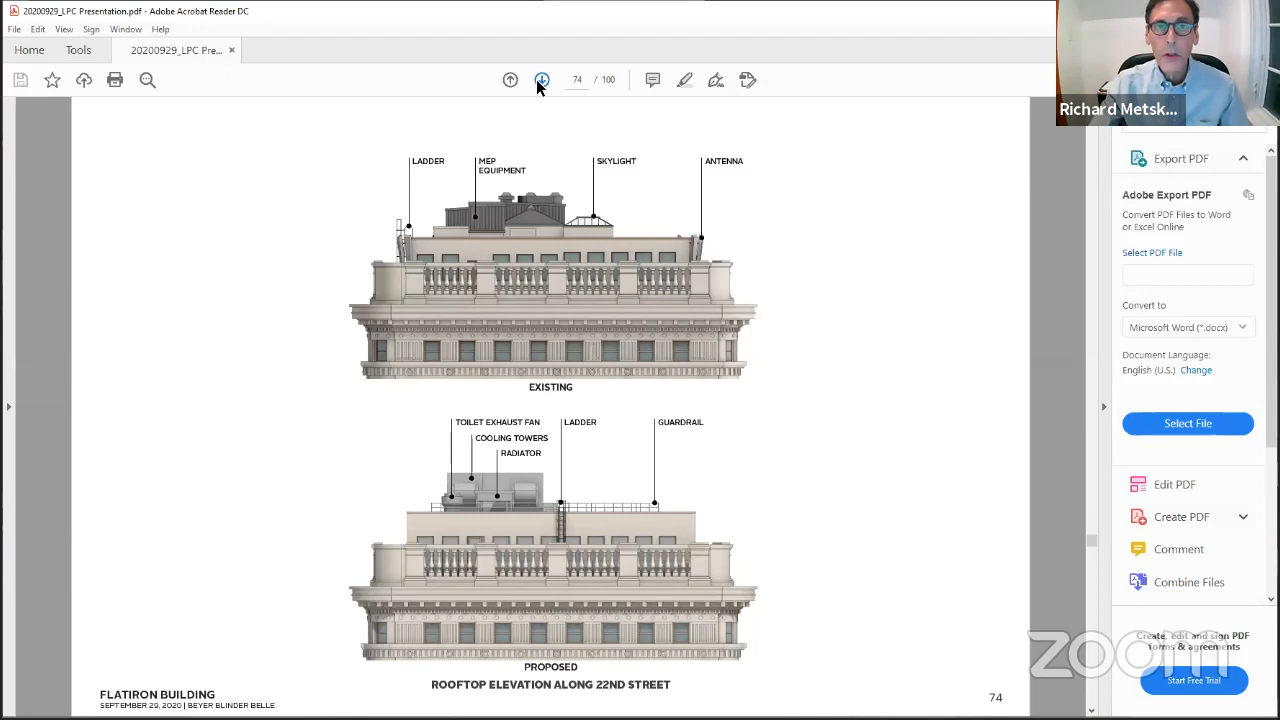 20200929_LPC Presentation.pdf - Adobe Acrobat Reader DC
File Edit View Sign Window Help
Home Tools 20200929_LPC Pre... ×
74 / 100
Richard Metsk...
LADDER
MEP
EQUIPMENT
SKYLIGHT
ANTENNA
EXISTING
TOILET EXHAUST FAN
COOLING TOWERS
RADIATOR
LADDER
GUARDRAIL
PROPOSED
ROOFTOP ELEVATION ALONG 22ND STREET
FLATIRON BUILDING
SEPTEMBER 29, 2020 | BEYER BLINDER BELLE
74
Export PDF
Adobe Export PDF
Convert PDF Files to Word
or Excel Online
Select PDF File
Convert to
Microsoft Word (*.docx)
Document Language:
English (U.S.) Change
Select File
Edit PDF
Create PDF
Comment
Combine Files
Create, edit and sign PDF
forms & agreements
Start Free Trial
zoom